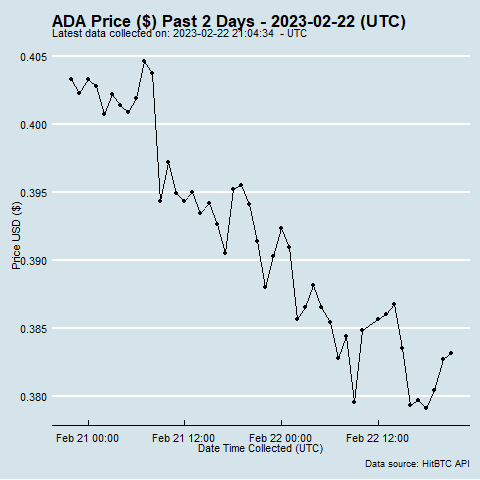 ADA Price ($) Past 2 Days - 2023-02-22 (UTC)
Latest data collected on: 2023-02-22 21:04:34 - UTC
0.405
0.400
0.395
0.390
0.385
0.380
Price USD ($)
Feb 21 00:00
Feb 21 12:00
Feb 22 00:00
Feb 22 12:00
Date Time Collected (UTC)
Data source: HitBTC API